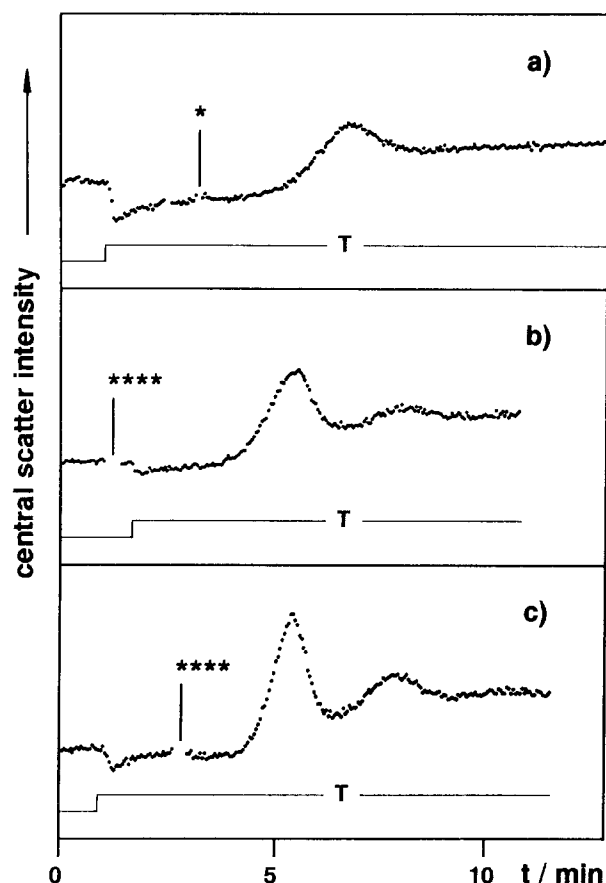 a)
*
T
b)
****
T
c)
****
T
central scatter intensity
0 5 10 t / min